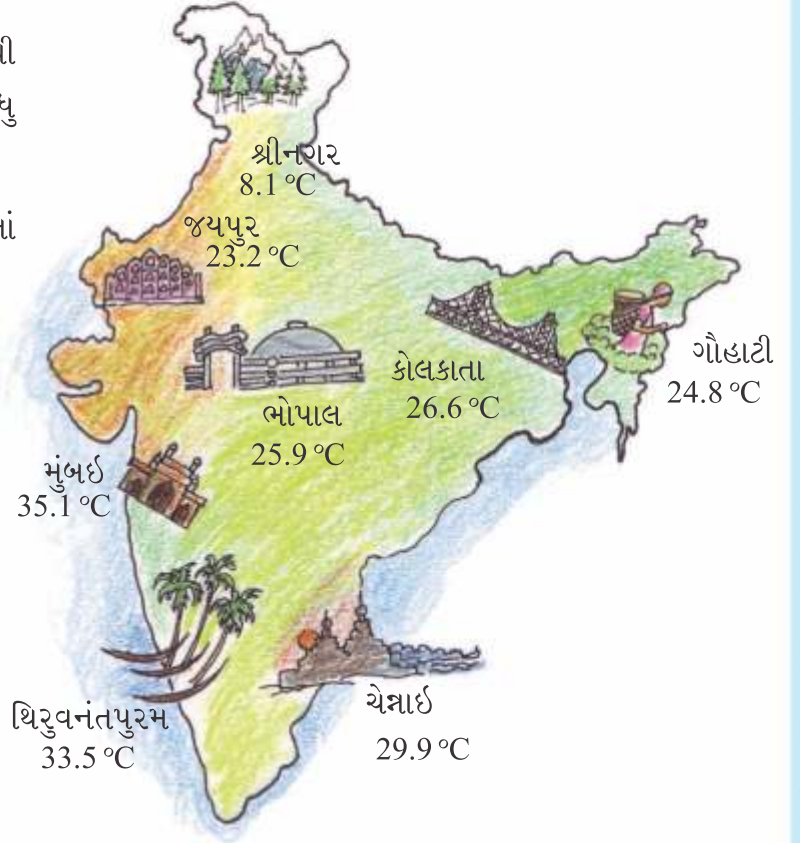 શ્રીનગર
8.1 °C
જયપુર
23.2 °C
ગૌહાટી
24.8 °C
કોલકાતા
26.6 °C
ભોપાલ
25.9 °C
મુંબઇ
35.1 °C
થિરુવનંતપુરમ
33.5 °C
ચેન્નાઇ
29.9 °C